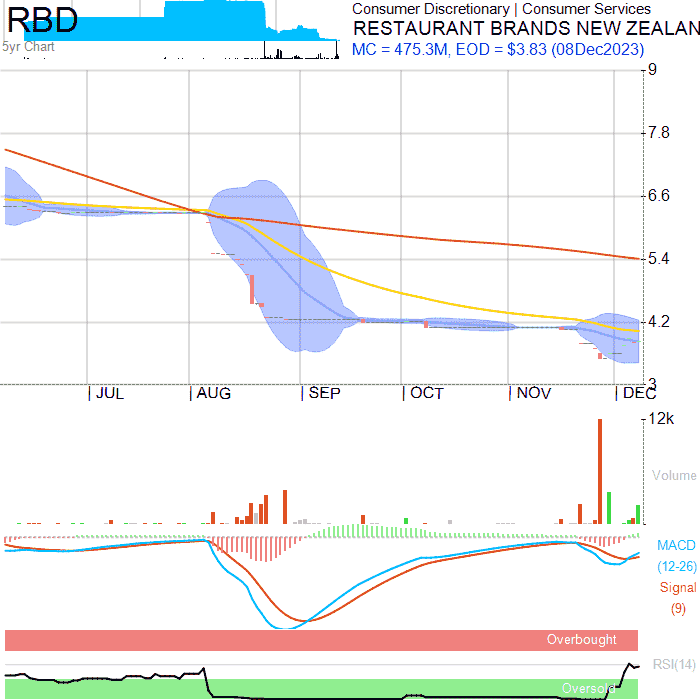 RBD
Consumer Discretionary | Consumer Services
RESTAURANT BRANDS NEW ZEALAN
MC = 475.3M, EOD = $3.83 (08Dec2023)
5yr Chart
9
7.8
6.6
5.4
4.2
3
JUL
AUG
SEP
OCT
NOV
DEC
12k
Volume
MACD
(12-26)
Signal
(9)
Overbought
RSI(14)
Oversold